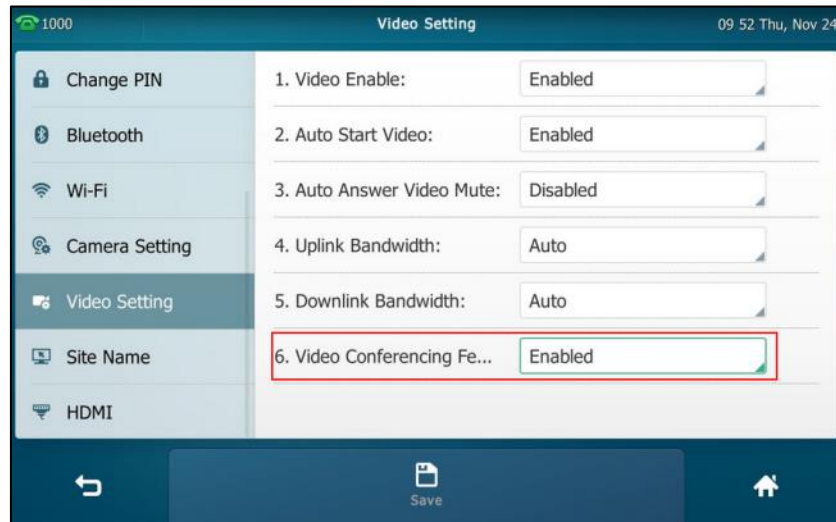 1000 Video Setting 09 52 Thu, Nov 24
Change PIN
Bluetooth
Wi-Fi
Camera Setting
Video Setting
Site Name
HDMI
1. Video Enable: Enabled
2. Auto Start Video: Enabled
3. Auto Answer Video Mute: Disabled
4. Uplink Bandwidth: Auto
5. Downlink Bandwidth: Auto
6. Video Conferencing Fe... Enabled
Save